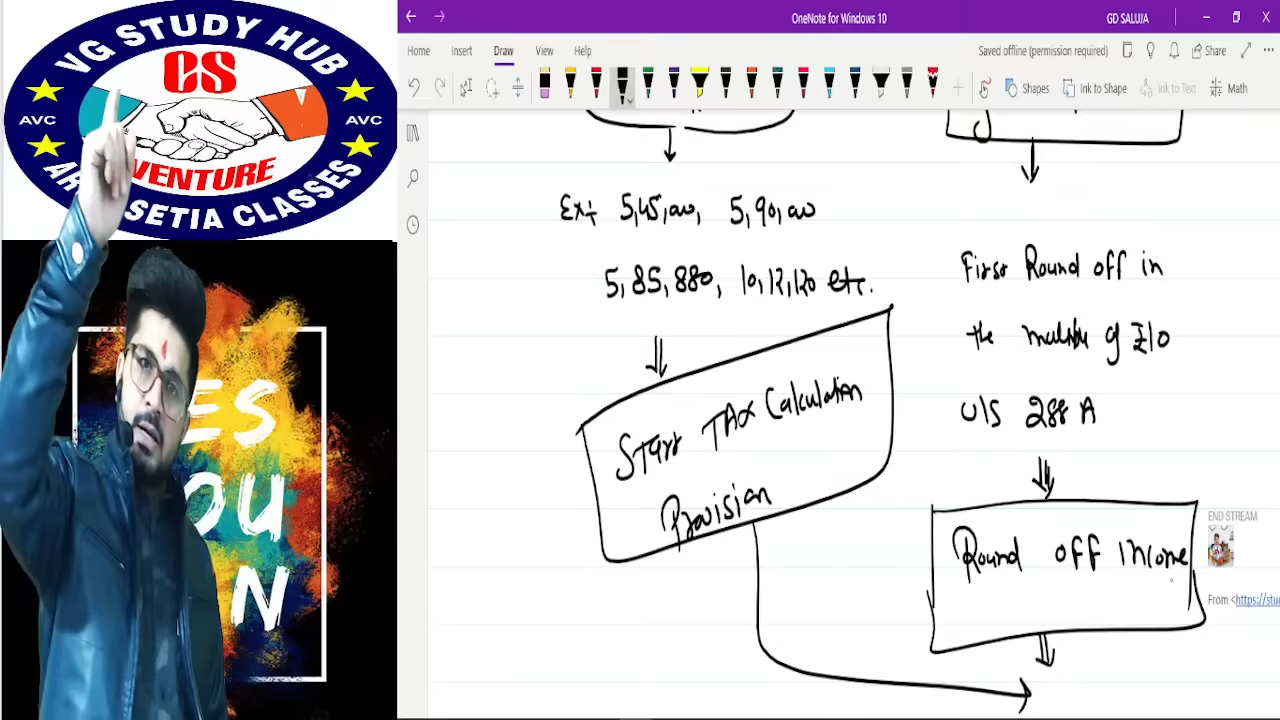 VG STUDY HUB
CS
AVC
AVC
VENTURE
SETIA CLASSES
ES
OU
N
OneNote for Windows 10
GD SALUJA
Home Insert Draw View Help
Saved offline (permission required)
Share
Shapes
Ink to Shape
Ink to Text
Math
Ex:- 5,45,000, 5,90,000
5,85,880, 10,12,120 etc.
Start Tax Calculation
Provision
First Round off in
the multiple of ₹10
U/S 288 A
Round off income
END STREAM
From <https://stu